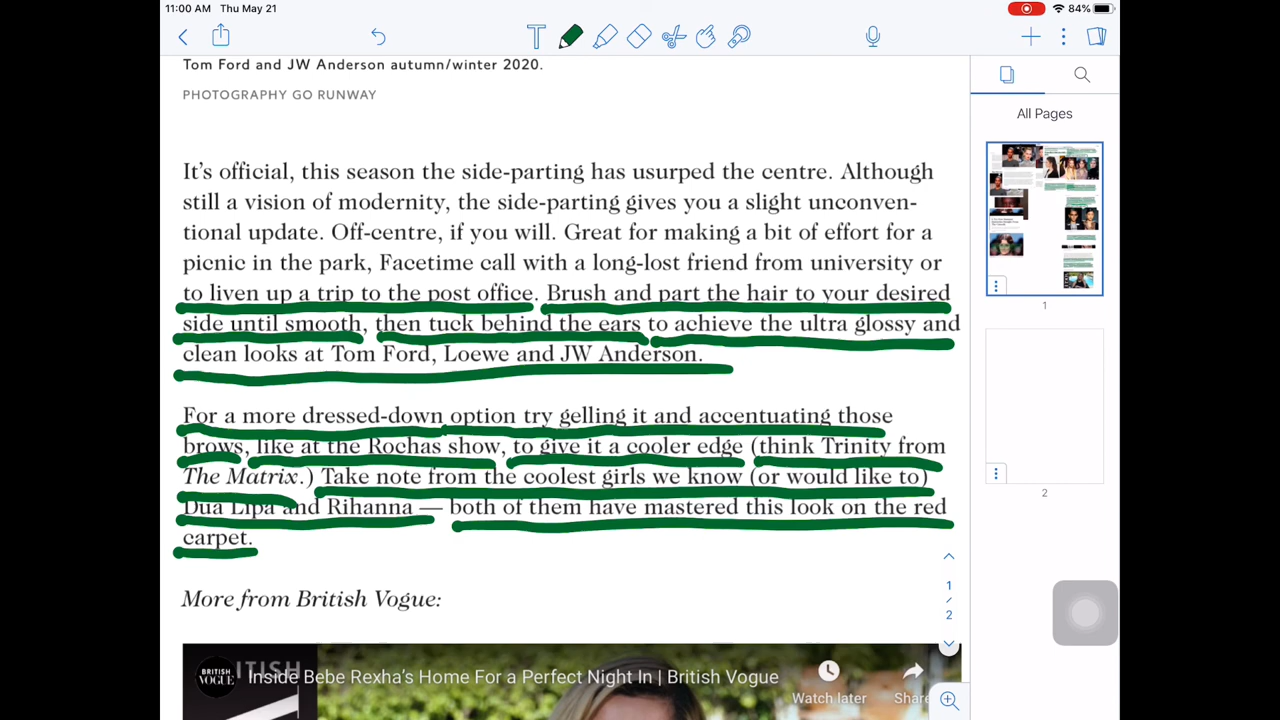 11:00 AM Thu May 21
84%
T
All Pages
Tom Ford and JW Anderson autumn/winter 2020.
PHOTOGRAPHY GO RUNWAY
It’s official, this season the side-parting has usurped the centre. Although
still a vision of modernity, the side-parting gives you a slight unconven-
tional update. Off-centre, if you will. Great for making a bit of effort for a
picnic in the park, Facetime call with a long-lost friend from university or
to liven up a trip to the post office. Brush and part the hair to your desired
side until smooth, then tuck behind the ears to achieve the ultra glossy and
clean looks at Tom Ford, Loewe and JW Anderson.
For a more dressed-down option try gelling it and accentuating those
brows, like at the Rochas show, to give it a cooler edge (think Trinity from
The Matrix.) Take note from the coolest girls we know (or would like to)
Dua Lipa and Rihanna — both of them have mastered this look on the red
carpet.
More from British Vogue:
BRITISH
VOGUE
ITISH
Inside Bebe Rexha’s Home For a Perfect Night In | British Vogue
Watch later
Share
1
/
2
1
2